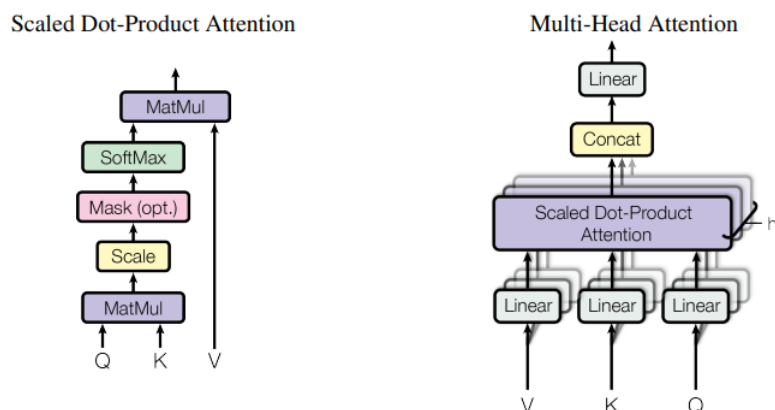 Scaled Dot-Product Attention
MatMul
SoftMax
Mask (opt.)
Scale
MatMul
Q K V
Multi-Head Attention
Linear
Concat
Scaled Dot-Product
Attention
h
Linear Linear Linear
V K Q